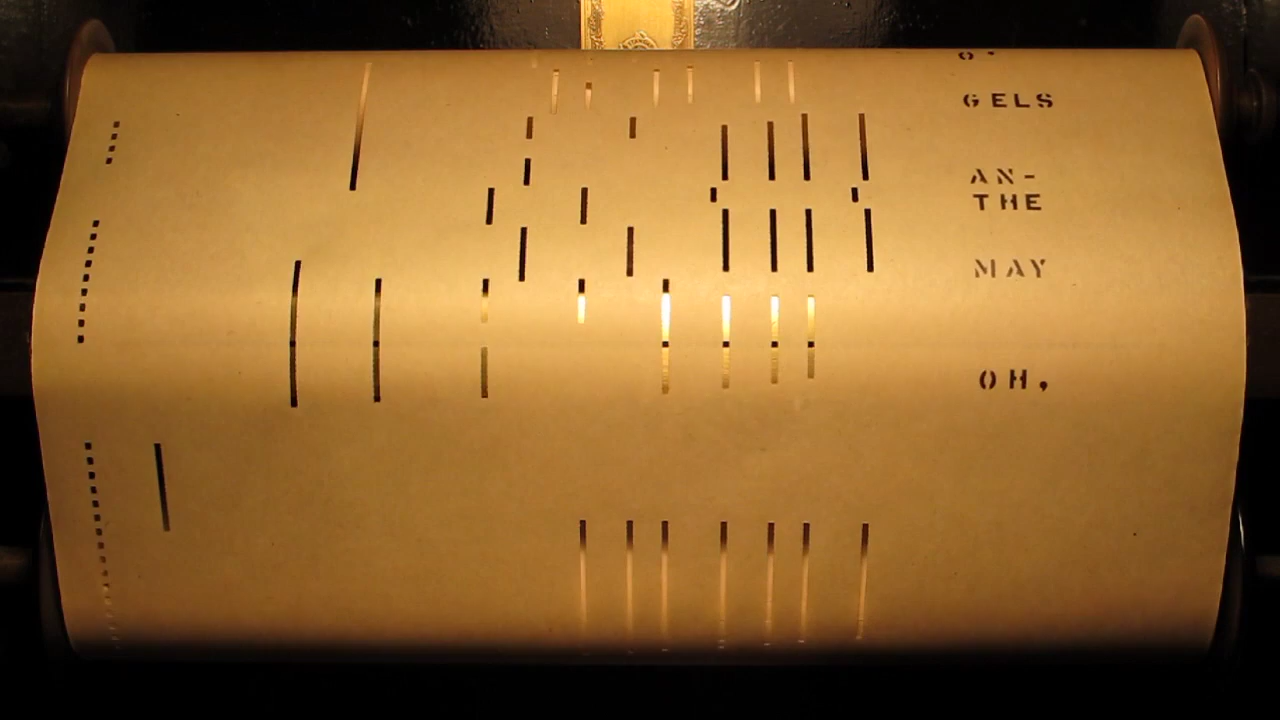 GELS
AN-
THE
MAY
OH,